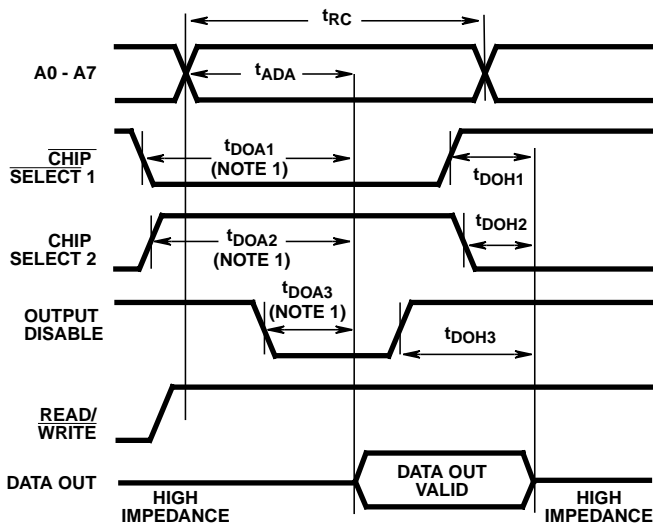 tRC
A0 - A7
tADA
CHIP
SELECT 1
tDOA1
(NOTE 1)
tDOH1
CHIP
SELECT 2
tDOA2
(NOTE 1)
tDOH2
OUTPUT
DISABLE
tDOA3
(NOTE 1)
tDOH3
READ/
WRITE
DATA OUT
DATA OUT
VALID
HIGH
IMPEDANCE
HIGH
IMPEDANCE